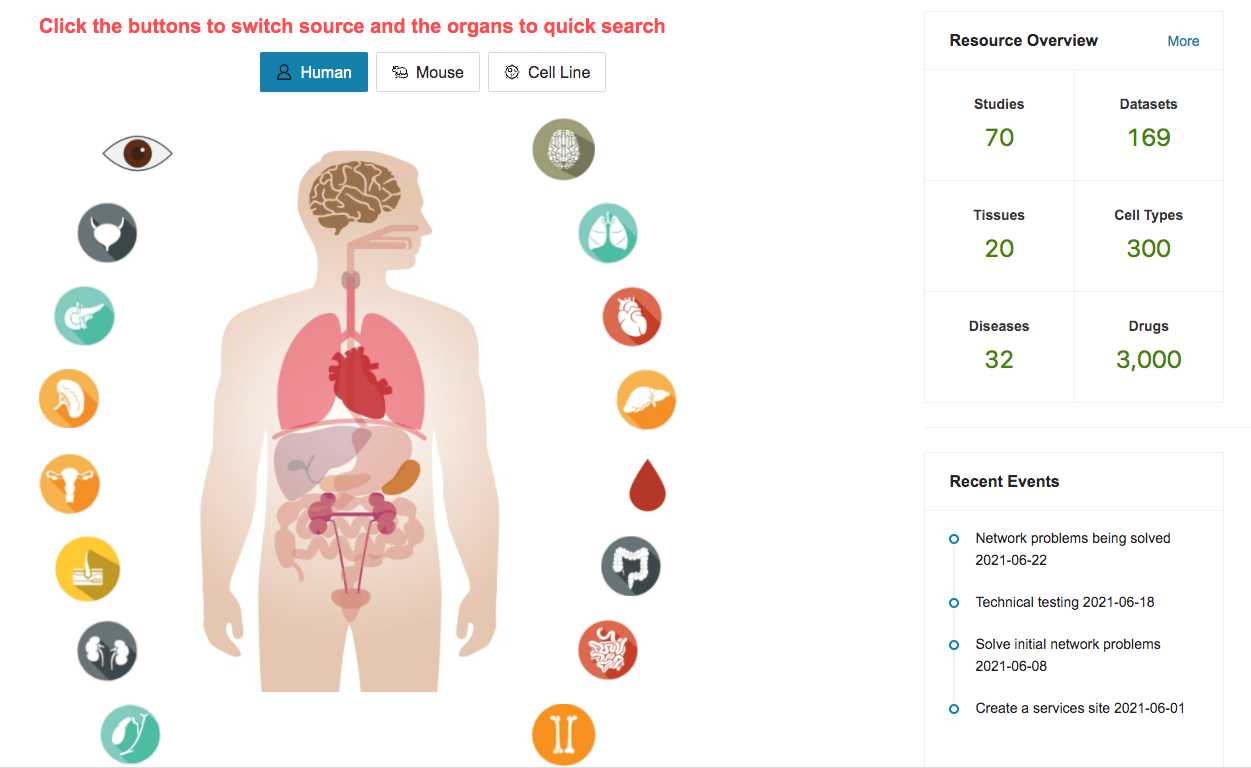 Click the buttons to switch source and the organs to quick search
Human
Mouse
Cell Line
Resource Overview
More
Studies
70
Datasets
169
Tissues
20
Cell Types
300
Diseases
32
Drugs
3,000
Recent Events
Network problems being solved
2021-06-22
Technical testing 2021-06-18
Solve initial network problems
2021-06-08
Create a services site 2021-06-01